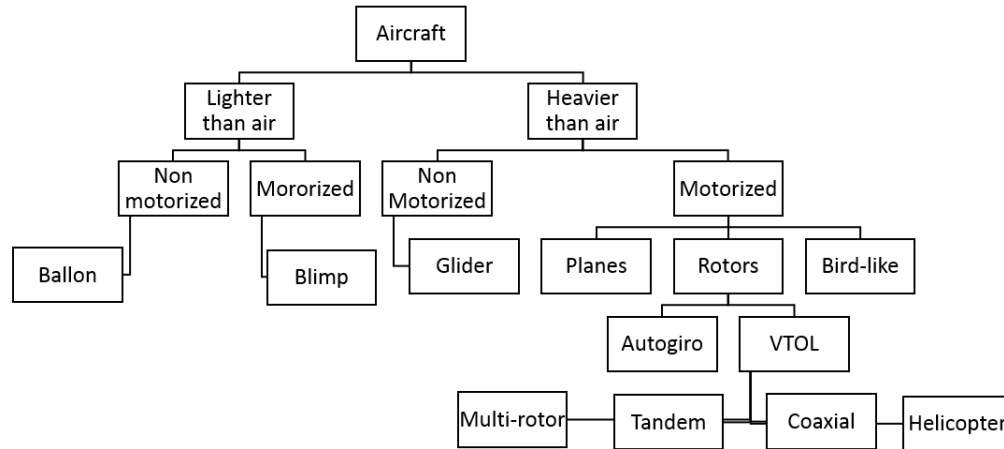 Aircraft
Lighter
than air
Heavier
than air
Non
motorized
Mororized
Non
Motorized
Motorized
Ballon
Blimp
Glider
Planes
Rotors
Bird-like
Autogiro
VTOL
Multi-rotor
Tandem
Coaxial
Helicopter